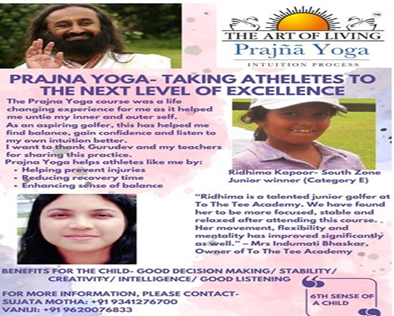 THE ART OF LIVING
Prajñā Yoga
INTUITION PROCESS
PRAJNA YOGA- TAKING ATHELETES TO
THE NEXT LEVEL OF EXCELLENCE
The Prajna Yoga course was a life
changing experience for me as it helped
me untie my inner and outer self.
As an aspiring golfer, this has helped me
find balance, gain confidence and listen to
my own intuition better.
I want to thank Gurudev and my teachers
for sharing this practice.
Prajna Yoga helps athletes like me by:
• Helping prevent injuries
• Reducing recovery time
• Enhancing sense of balance
Ridhima Kapoor- South Zone
Junior winner (Category E)
“Ridhima is a talented junior golfer at
To The Tee Academy. We have found
her to be more focused, stable and
relaxed after attending this course.
Her movement, flexibility and
mentality has improved significantly
as well.” – Mrs Indumati Bhaskar,
Owner of To The Tee Academy
BENEFITS FOR THE CHILD- GOOD DECISION MAKING/ STABILITY/
CREATIVITY/ INTELLIGENCE/ GOOD LISTENING
FOR MORE INFORMATION, PLEASE CONTACT-
SUJATA MOTHA: +91 9341276700
VANIJI: +91 9620076833
6TH SENSE OF
A CHILD